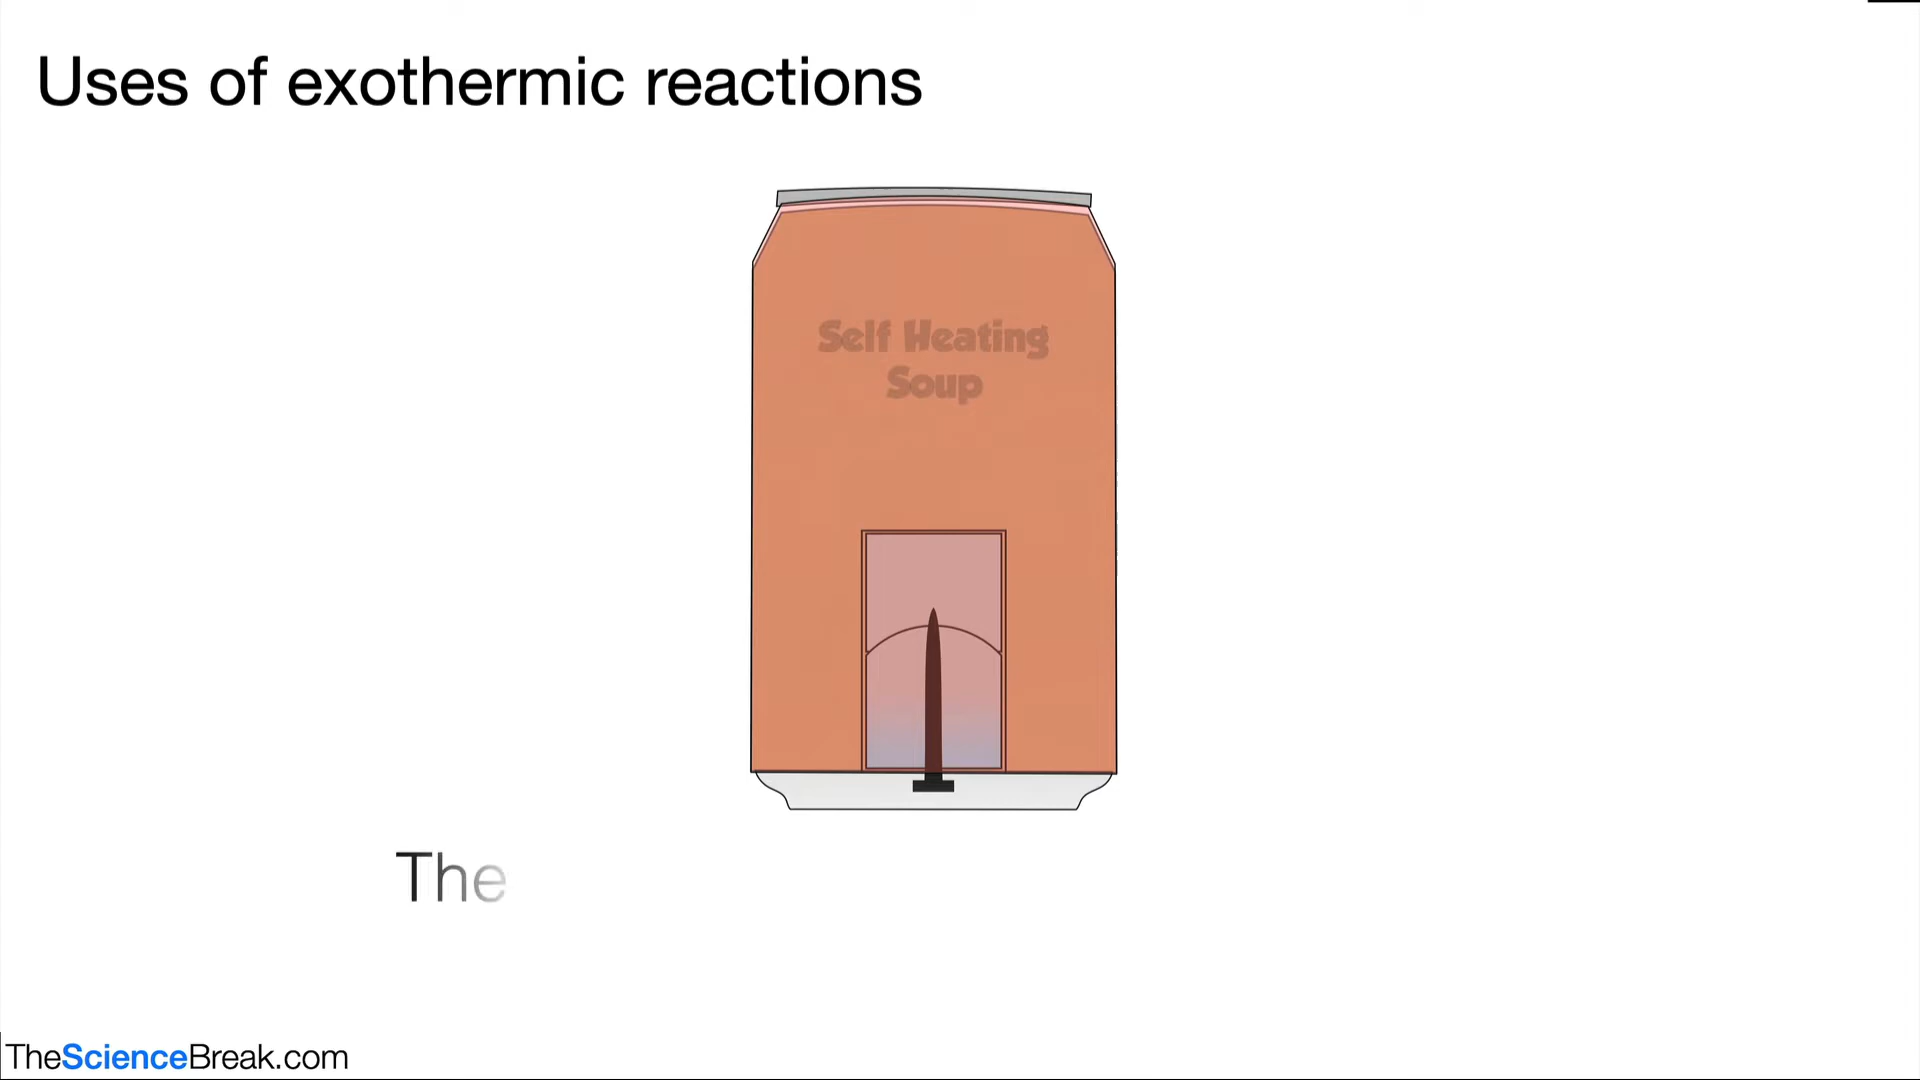 Uses of exothermic reactions
Self Heating
Soup
The
TheScienceBreak.com